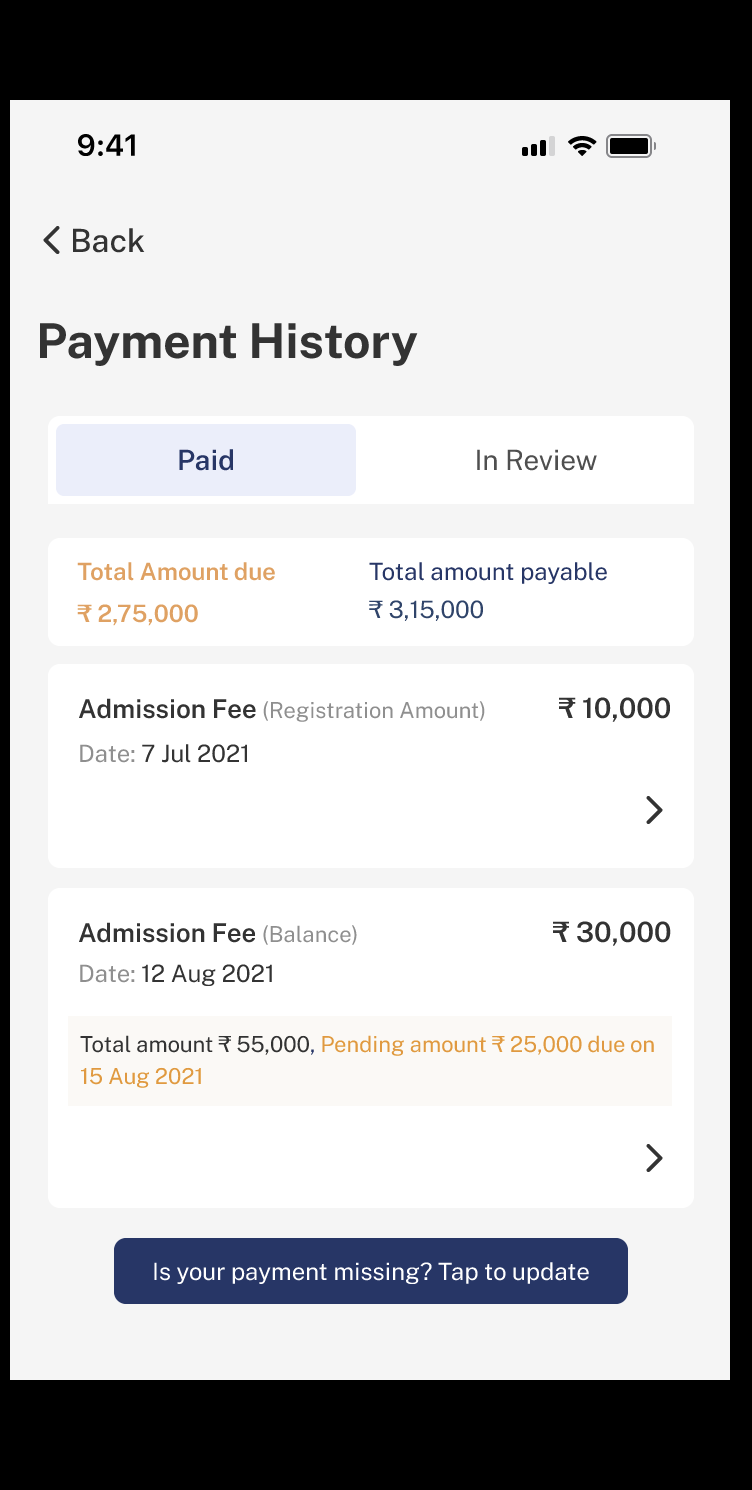 9:41
Back
Payment History
Paid
In Review
Total Amount due
Total amount payable
₹ 2,75,000
₹ 3,15,000
Admission Fee (Registration Amount)
₹ 10,000
Date: 7 Jul 2021
Admission Fee (Balance)
₹ 30,000
Date: 12 Aug 2021
Total amount ₹ 55,000, Pending amount ₹ 25,000 due on
15 Aug 2021
Is your payment missing? Tap to update